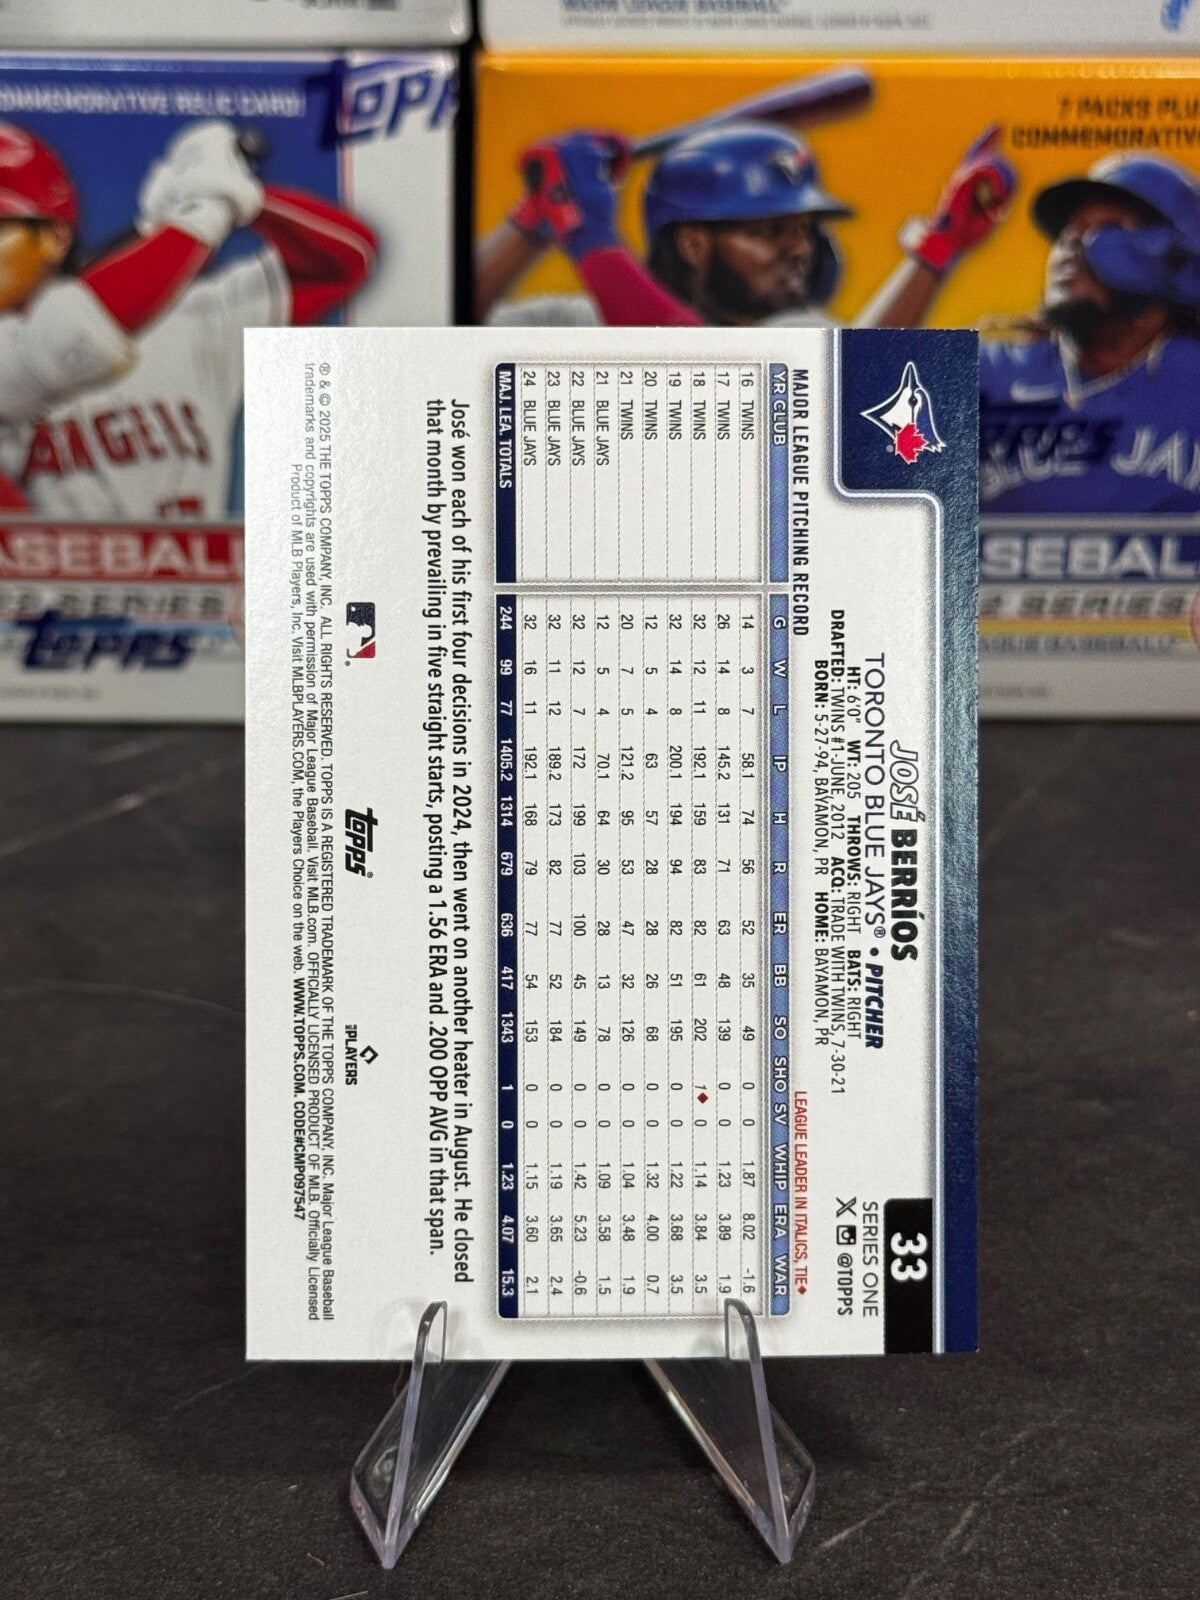 COMMEMORATIVE RELIC CARD!
TOPPS
7 PACKS PLU
COMMEMORATIV
ANGELS
BLUE JA
ASEBALL
SEBAL
SERIES
2 SERIES
TOPPS
33
SERIES ONE
@TOPPS
JOSÉ BERRÍOS
TORONTO BLUE JAYS® • PITCHER
HT: 6'0" WT: 205 THROWS: RIGHT BATS: RIGHT
DRAFTED: TWINS #1-JUNE, 2012 ACQ: TRADE WITH TWINS, 7-30-21
BORN: 5-27-94, BAYAMON, PR HOME: BAYAMON, PR
MAJOR LEAGUE PITCHING RECORD LEAGUE LEADER IN ITALICS, TIE♦
YR CLUB G W L IP H R ER BB SO SHO SV WHIP ERA WAR
16 TWINS 14 3 7 58.1 74 56 52 35 49 0 0 1.87 8.02 -1.6
17 TWINS 26 14 8 145.2 131 71 63 48 139 0 0 1.23 3.89 1.9
18 TWINS 32 12 11 192.1 159 83 82 61 202 1♦ 0 1.14 3.84 3.5
19 TWINS 32 14 8 200.1 194 94 82 51 195 0 0 1.22 3.68 3.5
20 TWINS 12 5 4 63 57 28 28 26 68 0 0 1.32 4.00 0.7
21 TWINS 20 7 5 121.2 95 53 47 32 126 0 0 1.04 3.48 1.9
21 BLUE JAYS 12 5 4 70.1 64 30 28 13 78 0 0 1.09 3.58 1.5
22 BLUE JAYS 32 12 7 172 199 103 100 45 149 0 0 1.42 5.23 -0.6
23 BLUE JAYS 32 11 12 189.2 173 82 77 52 184 0 0 1.19 3.65 2.4
24 BLUE JAYS 32 16 11 192.1 168 79 77 54 153 0 0 1.15 3.60 2.1
MAJ. LEA. TOTALS 244 99 77 1405.2 1314 679 636 417 1343 1 0 1.23 4.07 15.3
José won each of his first four decisions in 2024, then went on another heater in August. He closed
that month by prevailing in five straight starts, posting a 1.56 ERA and .200 OPP AVG in that span.
topps®
PLAYERS
® & © 2025 THE TOPPS COMPANY, INC. ALL RIGHTS RESERVED. TOPPS IS A REGISTERED TRADEMARK OF THE TOPPS COMPANY, INC. Major League Baseball
trademarks and copyrights are used with permission of Major League Baseball. Visit MLB.com. OFFICIALLY LICENSED PRODUCT OF MLB. Officially Licensed
Product of MLB Players, Inc. Visit MLBPLAYERS.COM, the Players Choice on the web. WWW.TOPPS.COM. CODE#CMP097547